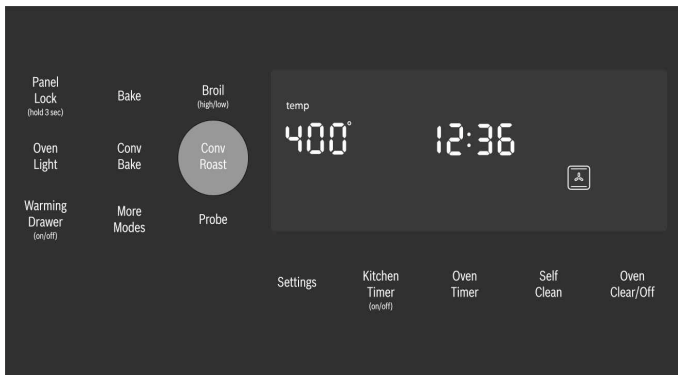 Panel
Lock
(hold 3 sec)
Bake
Broil
(high/low)
Oven
Light
Conv
Bake
Conv
Roast
Warming
Drawer
(on/off)
More
Modes
Probe
temp
400°
12:36
Settings
Kitchen
Timer
(on/off)
Oven
Timer
Self
Clean
Oven
Clear/Off